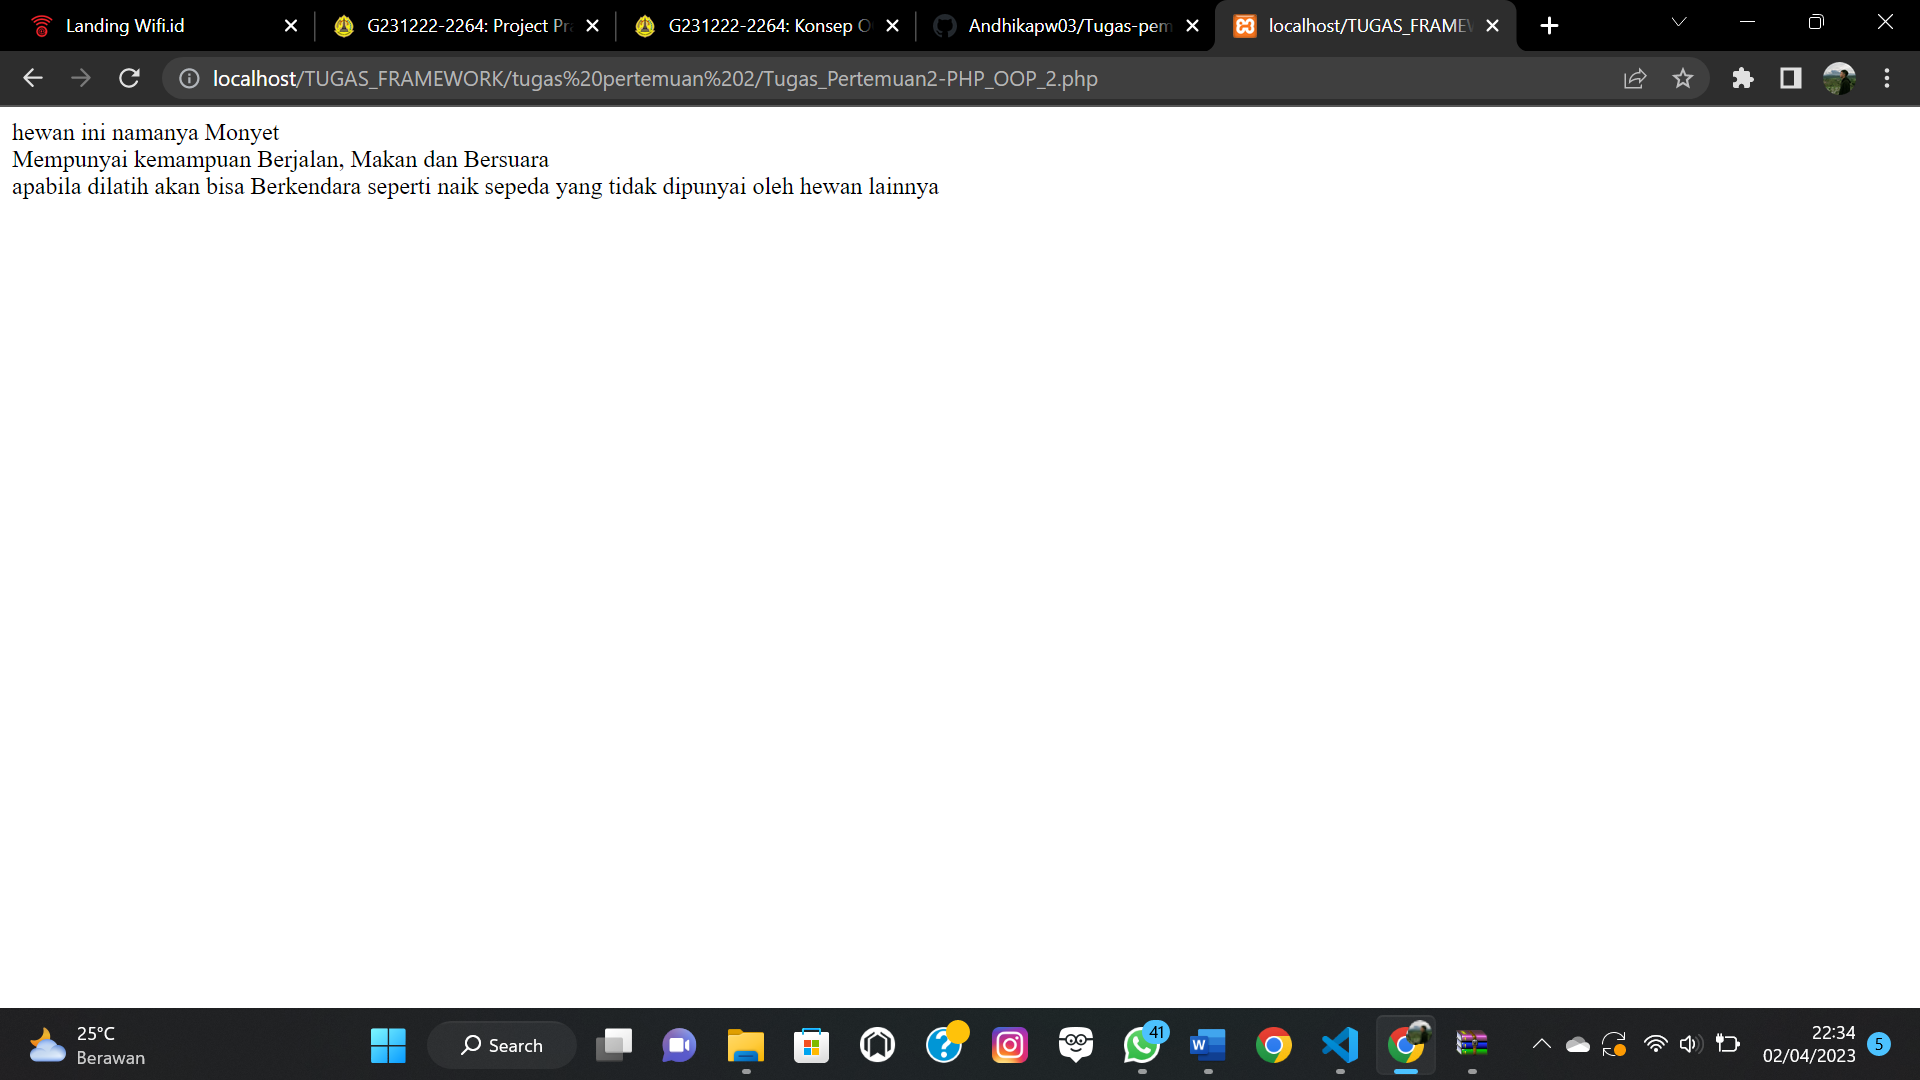 Landing Wifi.id
G231222-2264: Project Pr
G231222-2264: Konsep O
Andhikapw03/Tugas-pem
localhost/TUGAS_FRAMEW
localhost/TUGAS_FRAMEWORK/tugas%20pertemuan%202/Tugas_Pertemuan2-PHP_OOP_2.php
hewan ini namanya Monyet
Mempunyai kemampuan Berjalan, Makan dan Bersuara
apabila dilatih akan bisa Berkendara seperti naik sepeda yang tidak dipunyai oleh hewan lainnya
25°C
Berawan
Search
41
22:34
02/04/2023
5